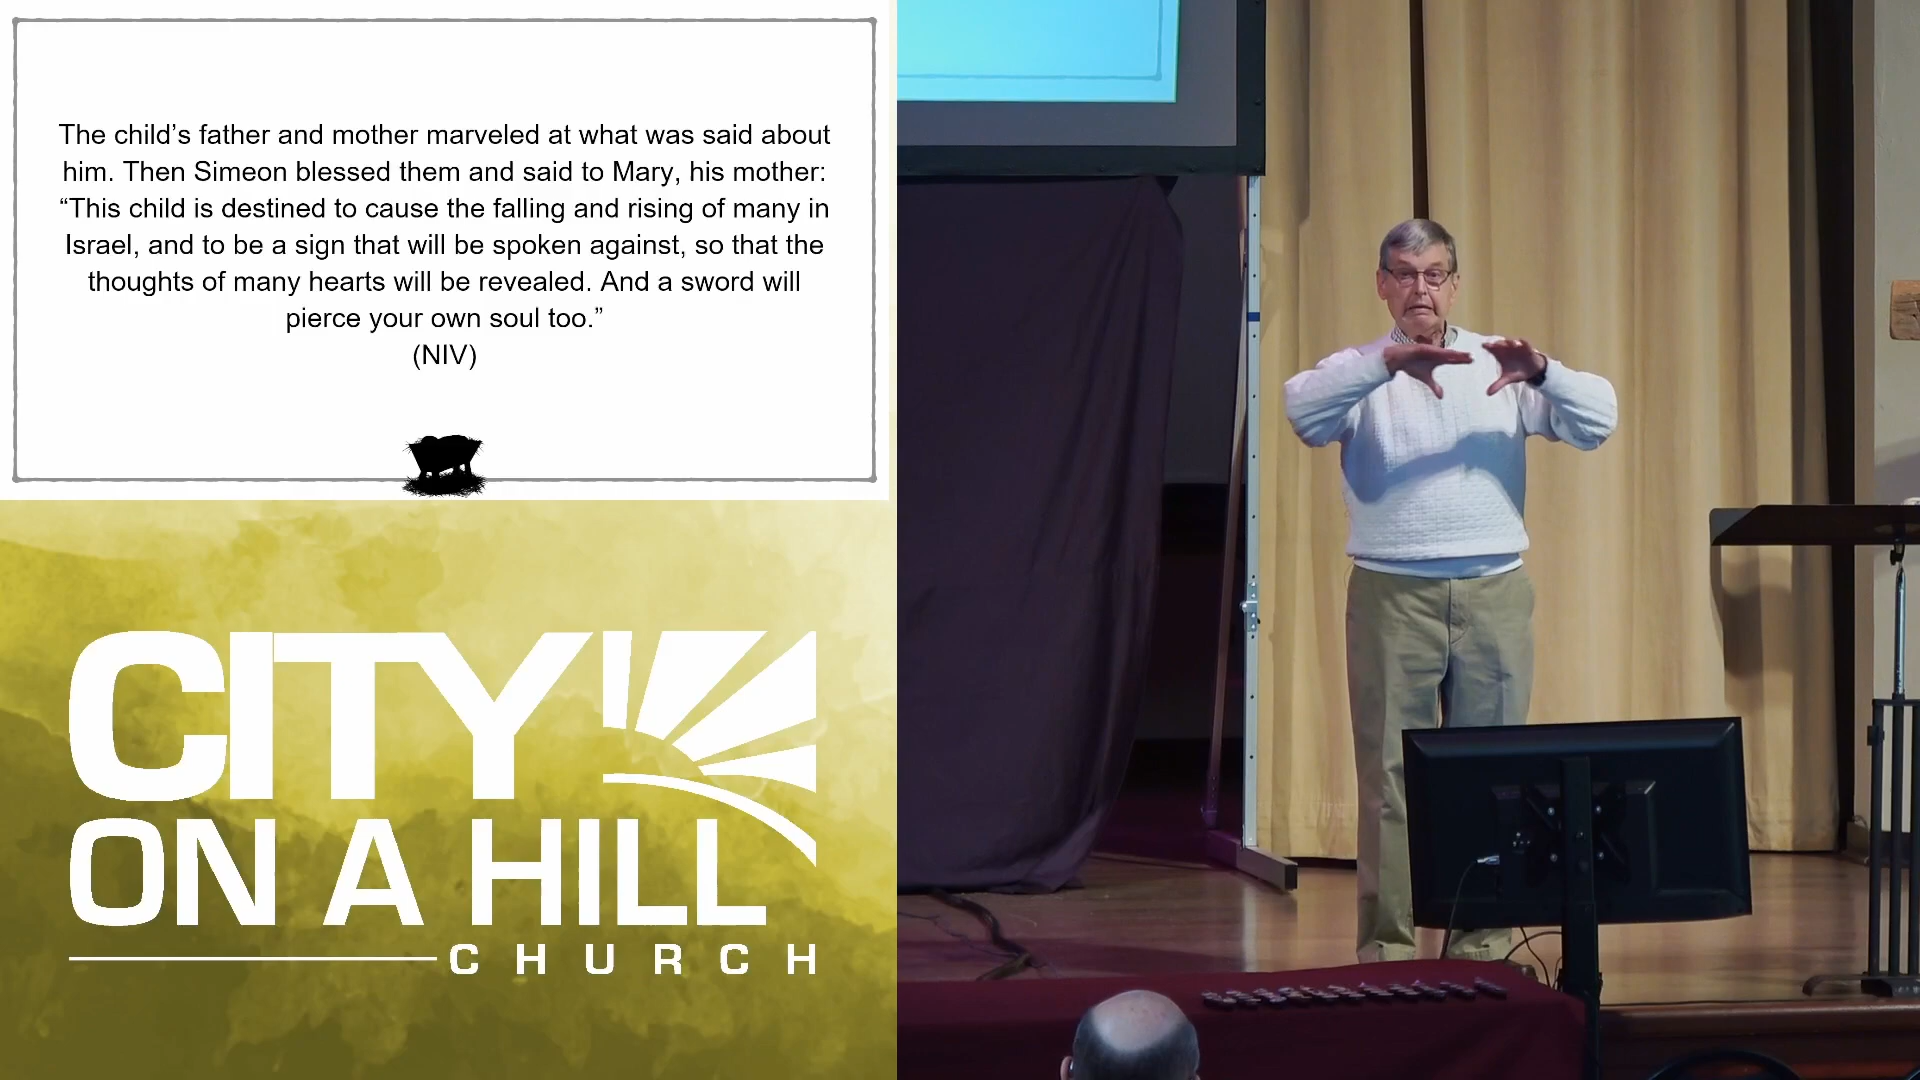 The child’s father and mother marveled at what was said about
him. Then Simeon blessed them and said to Mary, his mother:
“This child is destined to cause the falling and rising of many in
Israel, and to be a sign that will be spoken against, so that the
thoughts of many hearts will be revealed. And a sword will
pierce your own soul too.”
(NIV)
CITY
ON A HILL
CHURCH